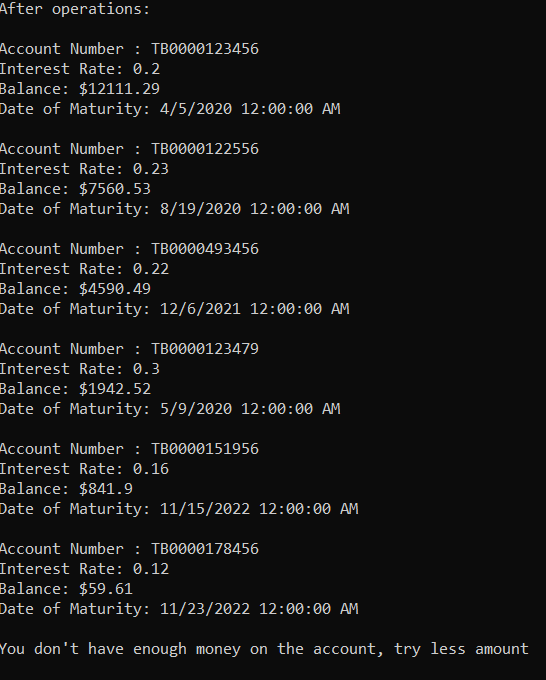 After operations:
Account Number : TB0000123456
Interest Rate: 0.2
Balance: $12111.29
Date of Maturity: 4/5/2020 12:00:00 AM
Account Number : TB0000122556
Interest Rate: 0.23
Balance: $7560.53
Date of Maturity: 8/19/2020 12:00:00 AM
Account Number : TB0000493456
Interest Rate: 0.22
Balance: $4590.49
Date of Maturity: 12/6/2021 12:00:00 AM
Account Number : TB0000123479
Interest Rate: 0.3
Balance: $1942.52
Date of Maturity: 5/9/2020 12:00:00 AM
Account Number : TB0000151956
Interest Rate: 0.16
Balance: $841.9
Date of Maturity: 11/15/2022 12:00:00 AM
Account Number : TB0000178456
Interest Rate: 0.12
Balance: $59.61
Date of Maturity: 11/23/2022 12:00:00 AM
You don't have enough money on the account, try less amount